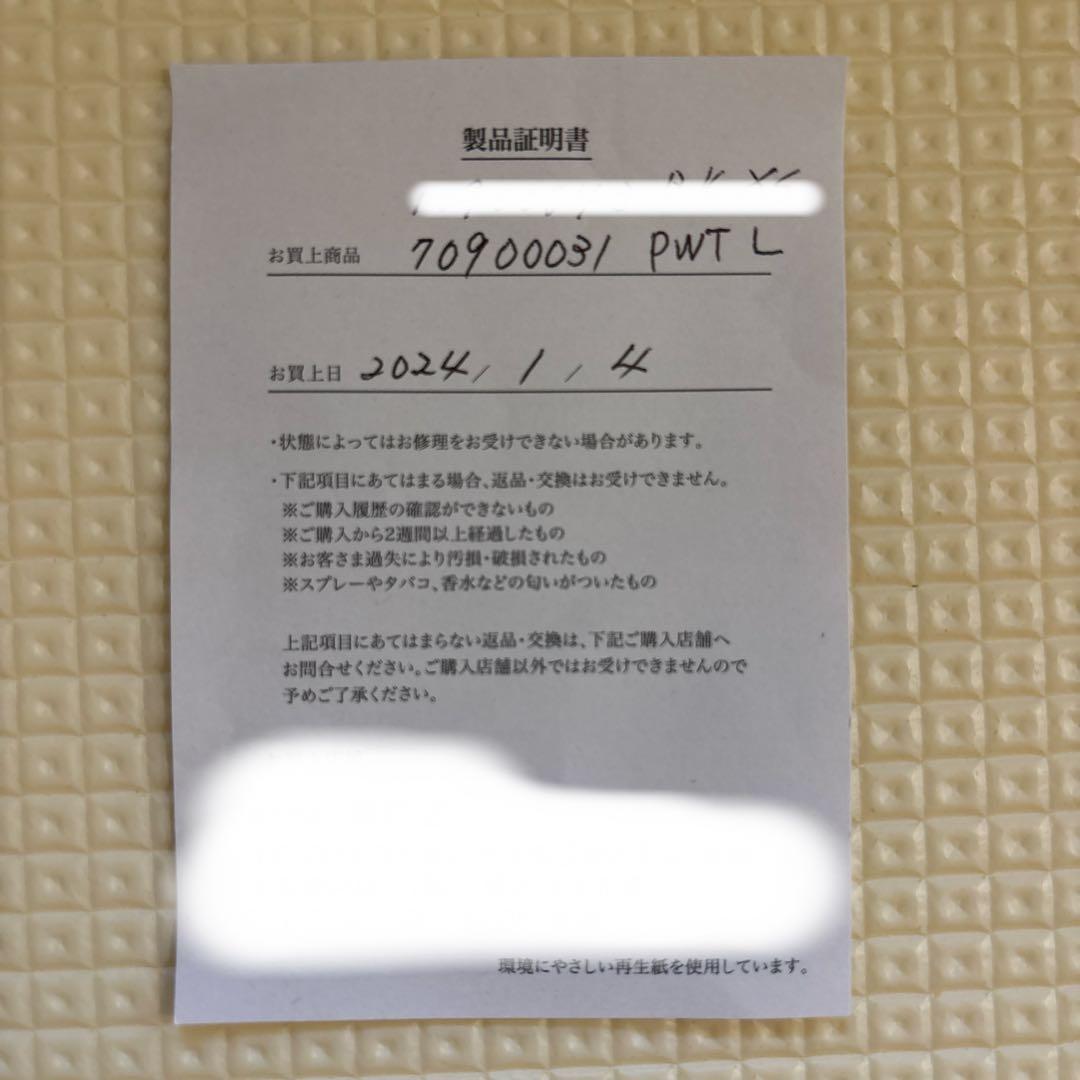 製品証明書
お買上商品 70900031 PWT L
お買上日 2024/1/4
・状態によってはお修理をお受けできない場合があります。
・下記項目にあてはまる場合、返品・交換はお受けできません。
※ご購入履歴の確認ができないもの
※ご購入から2週間以上経過したもの
※お客さま過失により汚損・破損されたもの
※スプレーやタバコ、香水などの匂いがついたもの
上記項目にあてはまらない返品・交換は、下記ご購入店舗へ
お問合せください。ご購入店舗以外ではお受けできませんので
予めご了承ください。
環境にやさしい再生紙を使用しています。